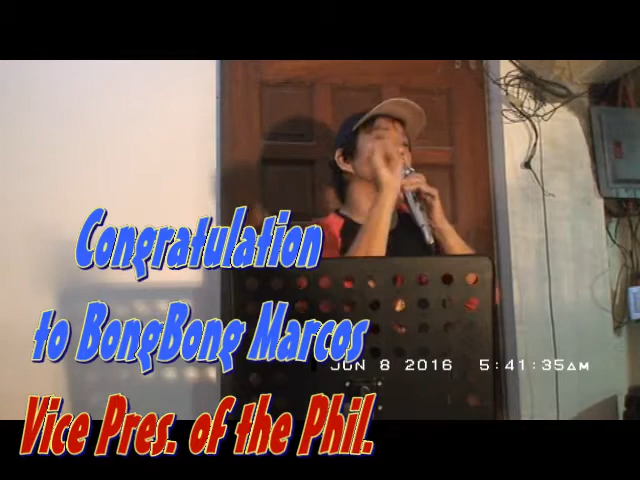 Congratulation
to BongBong Marcos
JUN 8 2016 5:41:35AM
Vice Pres. of the Phil.